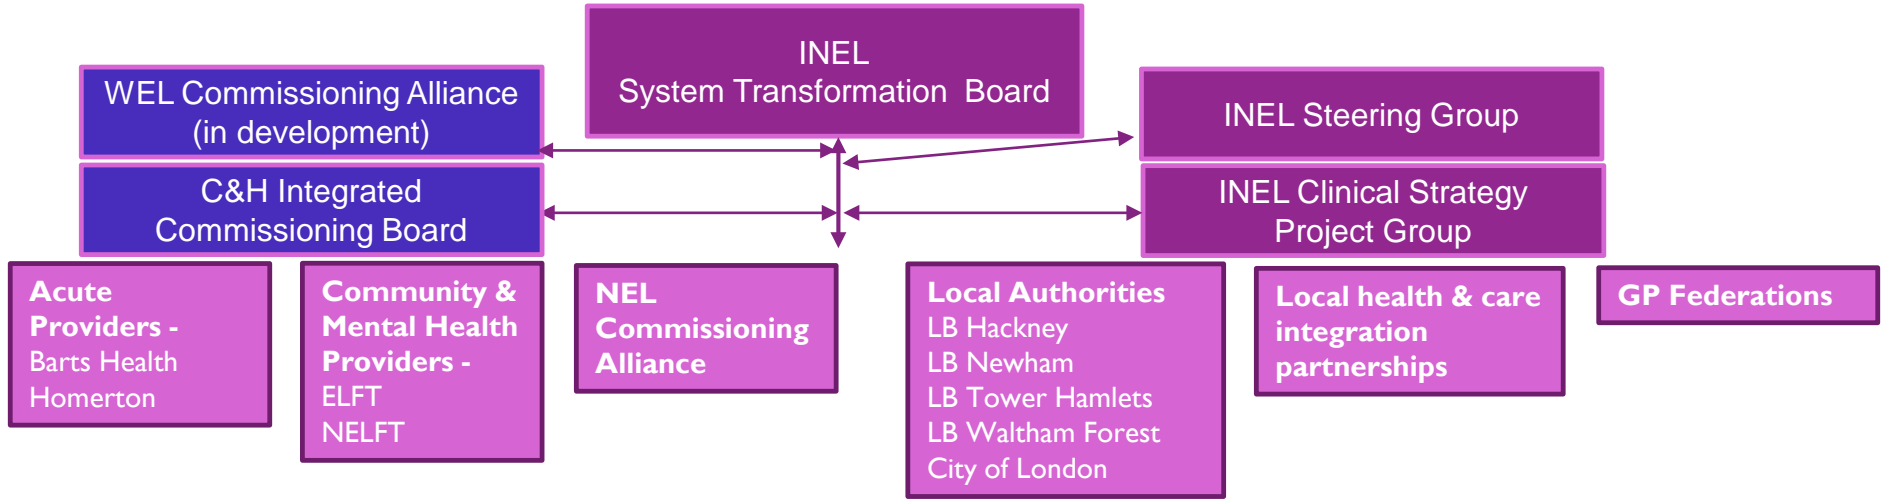 INEL
System Transformation Board
WEL Commissioning Alliance
(in development)
INEL Steering Group
C&H Integrated
Commissioning Board
INEL Clinical Strategy
Project Group
Acute
Providers -
Barts Health
Homerton
Community &
Mental Health
Providers -
ELFT
NELFT
NEL
Commissioning
Alliance
Local Authorities
LB Hackney
LB Newham
LB Tower Hamlets
LB Waltham Forest
City of London
Local health & care
integration
partnerships
GP Federations